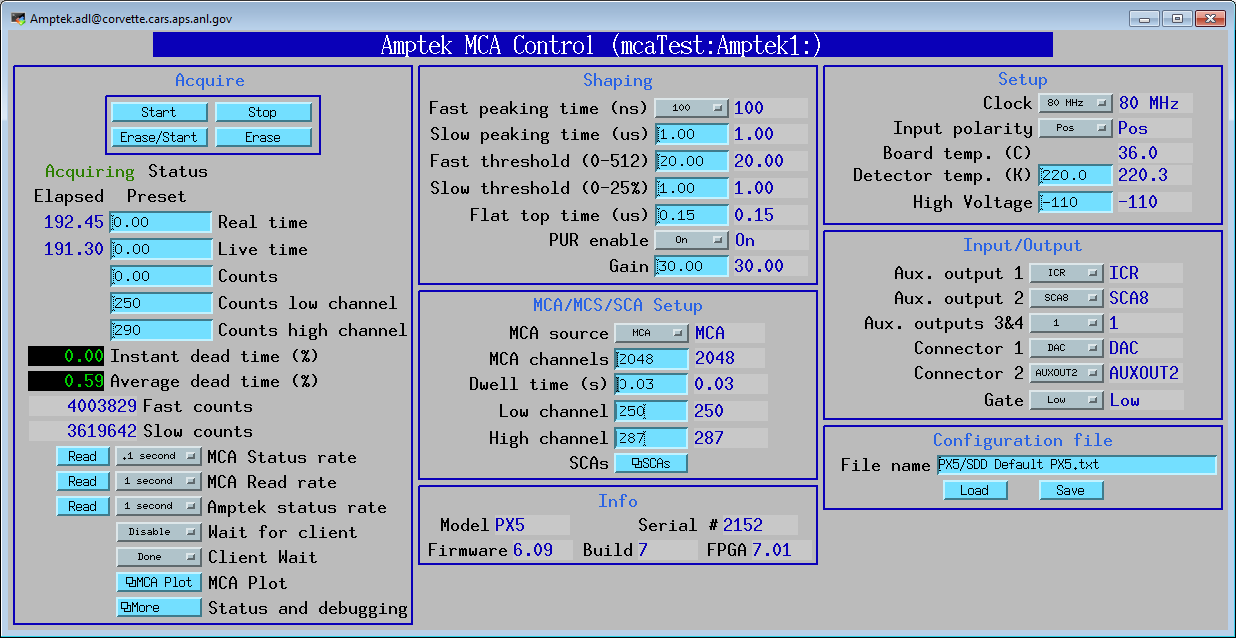 Amptek.adl@corvette.cars.aps.anl.gov
Amptek MCA Control (mcaTest:Amptek1:)
Acquire
Start Stop
Erase/Start Erase
Acquiring Status
Elapsed Preset
192.45 0.00 Real time
191.30 0.00 Live time
0.00 Counts
250 Counts low channel
290 Counts high channel
0.00 Instant dead time (%)
0.59 Average dead time (%)
4003829 Fast counts
3619642 Slow counts
Read .1 second MCA Status rate
Read 1 second MCA Read rate
Read 1 second Amptek status rate
Disable Wait for client
Done Client Wait
MCA Plot MCA Plot
More Status and debugging
Shaping
Fast peaking time (ns) 100 100
Slow peaking time (us) 1.00 1.00
Fast threshold (0-512) 20.00 20.00
Slow threshold (0-25%) 1.00 1.00
Flat top time (us) 0.15 0.15
PUR enable On On
Gain 30.00 30.00
MCA/MCS/SCA Setup
MCA source MCA MCA
MCA channels 2048 2048
Dwell time (s) 0.03 0.03
Low channel 250 250
High channel 287 287
SCAs SCAs
Info
Model PX5 Serial # 2152
Firmware 6.09 Build 7 FPGA 7.01
Setup
Clock 80 MHz 80 MHz
Input polarity Pos Pos
Board temp. (C) 36.0
Detector temp. (K) 220.0 220.3
High Voltage -110 -110
Input/Output
Aux. output 1 ICR ICR
Aux. output 2 SCA8 SCA8
Aux. outputs 3&4 1 1
Connector 1 DAC DAC
Connector 2 AUXOUT2 AUXOUT2
Gate Low Low
Configuration file
File name PX5/SDD Default PX5.txt
Load Save